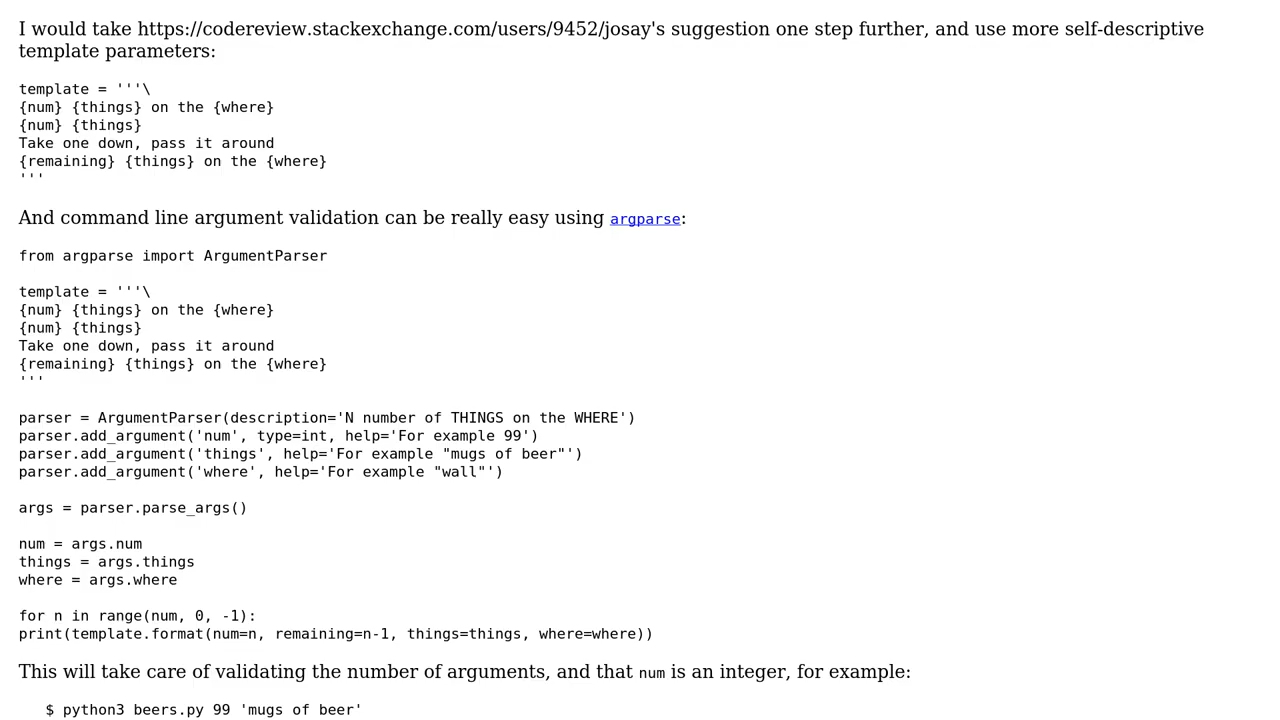 I would take https://codereview.stackexchange.com/users/9452/josay's suggestion one step further, and use more self-descriptive
template parameters:
template = '''\
{num} {things} on the {where}
{num} {things}
Take one down, pass it around
{remaining} {things} on the {where}
'''
And command line argument validation can be really easy using argparse:
from argparse import ArgumentParser
template = '''\
{num} {things} on the {where}
{num} {things}
Take one down, pass it around
{remaining} {things} on the {where}
'''
parser = ArgumentParser(description='N number of THINGS on the WHERE')
parser.add_argument('num', type=int, help='For example 99')
parser.add_argument('things', help='For example "mugs of beer"')
parser.add_argument('where', help='For example "wall"')
args = parser.parse_args()
num = args.num
things = args.things
where = args.where
for n in range(num, 0, -1):
print(template.format(num=n, remaining=n-1, things=things, where=where))
This will take care of validating the number of arguments, and that num is an integer, for example:
$ python3 beers.py 99 'mugs of beer'